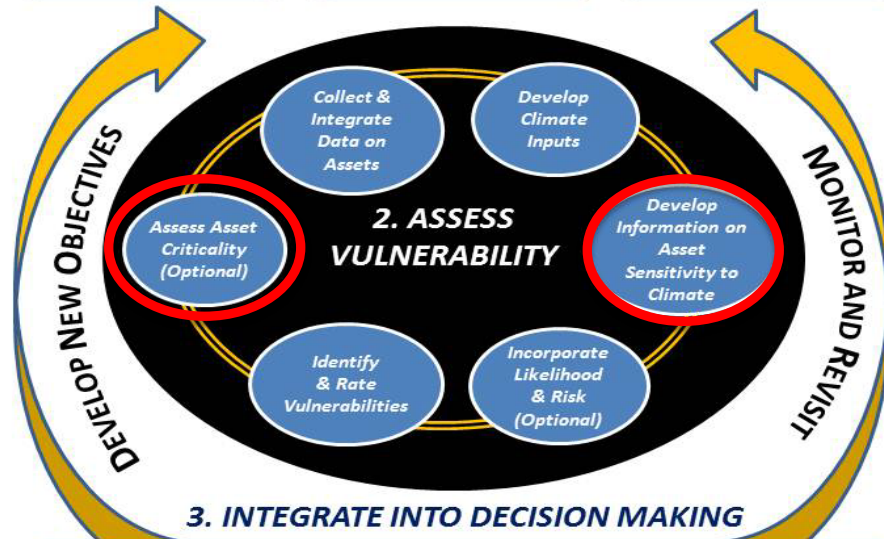 Collect &
Integrate
Data on
Assets
Develop
Climate
Inputs
DEVELOP NEW OBJECTIVES
MONITOR AND REVISIT
Assess Asset
Criticality
(Optional)
2. ASSESS
VULNERABILITY
Develop
Information on
Asset
Sensitivity to
Climate
Identify
& Rate
Vulnerabilities
Incorporate
Likelihood
& Risk
(Optional)
3. INTEGRATE INTO DECISION MAKING